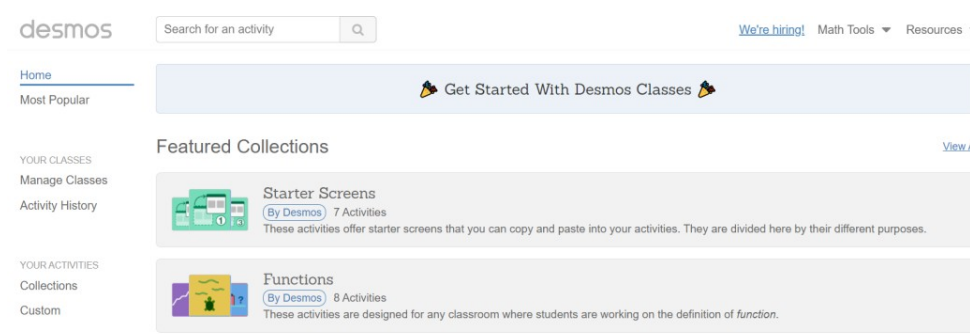 desmos
Search for an activity
We're hiring! Math Tools Resources
Home
Most Popular
Get Started With Desmos Classes
YOUR CLASSES
Manage Classes
Activity History
YOUR ACTIVITIES
Collections
Custom
Featured Collections
View
Starter Screens
By Desmos 7 Activities
These activities offer starter screens that you can copy and paste into your activities. They are divided here by their different purposes.
Functions
By Desmos 8 Activities
These activities are designed for any classroom where students are working on the definition of function.